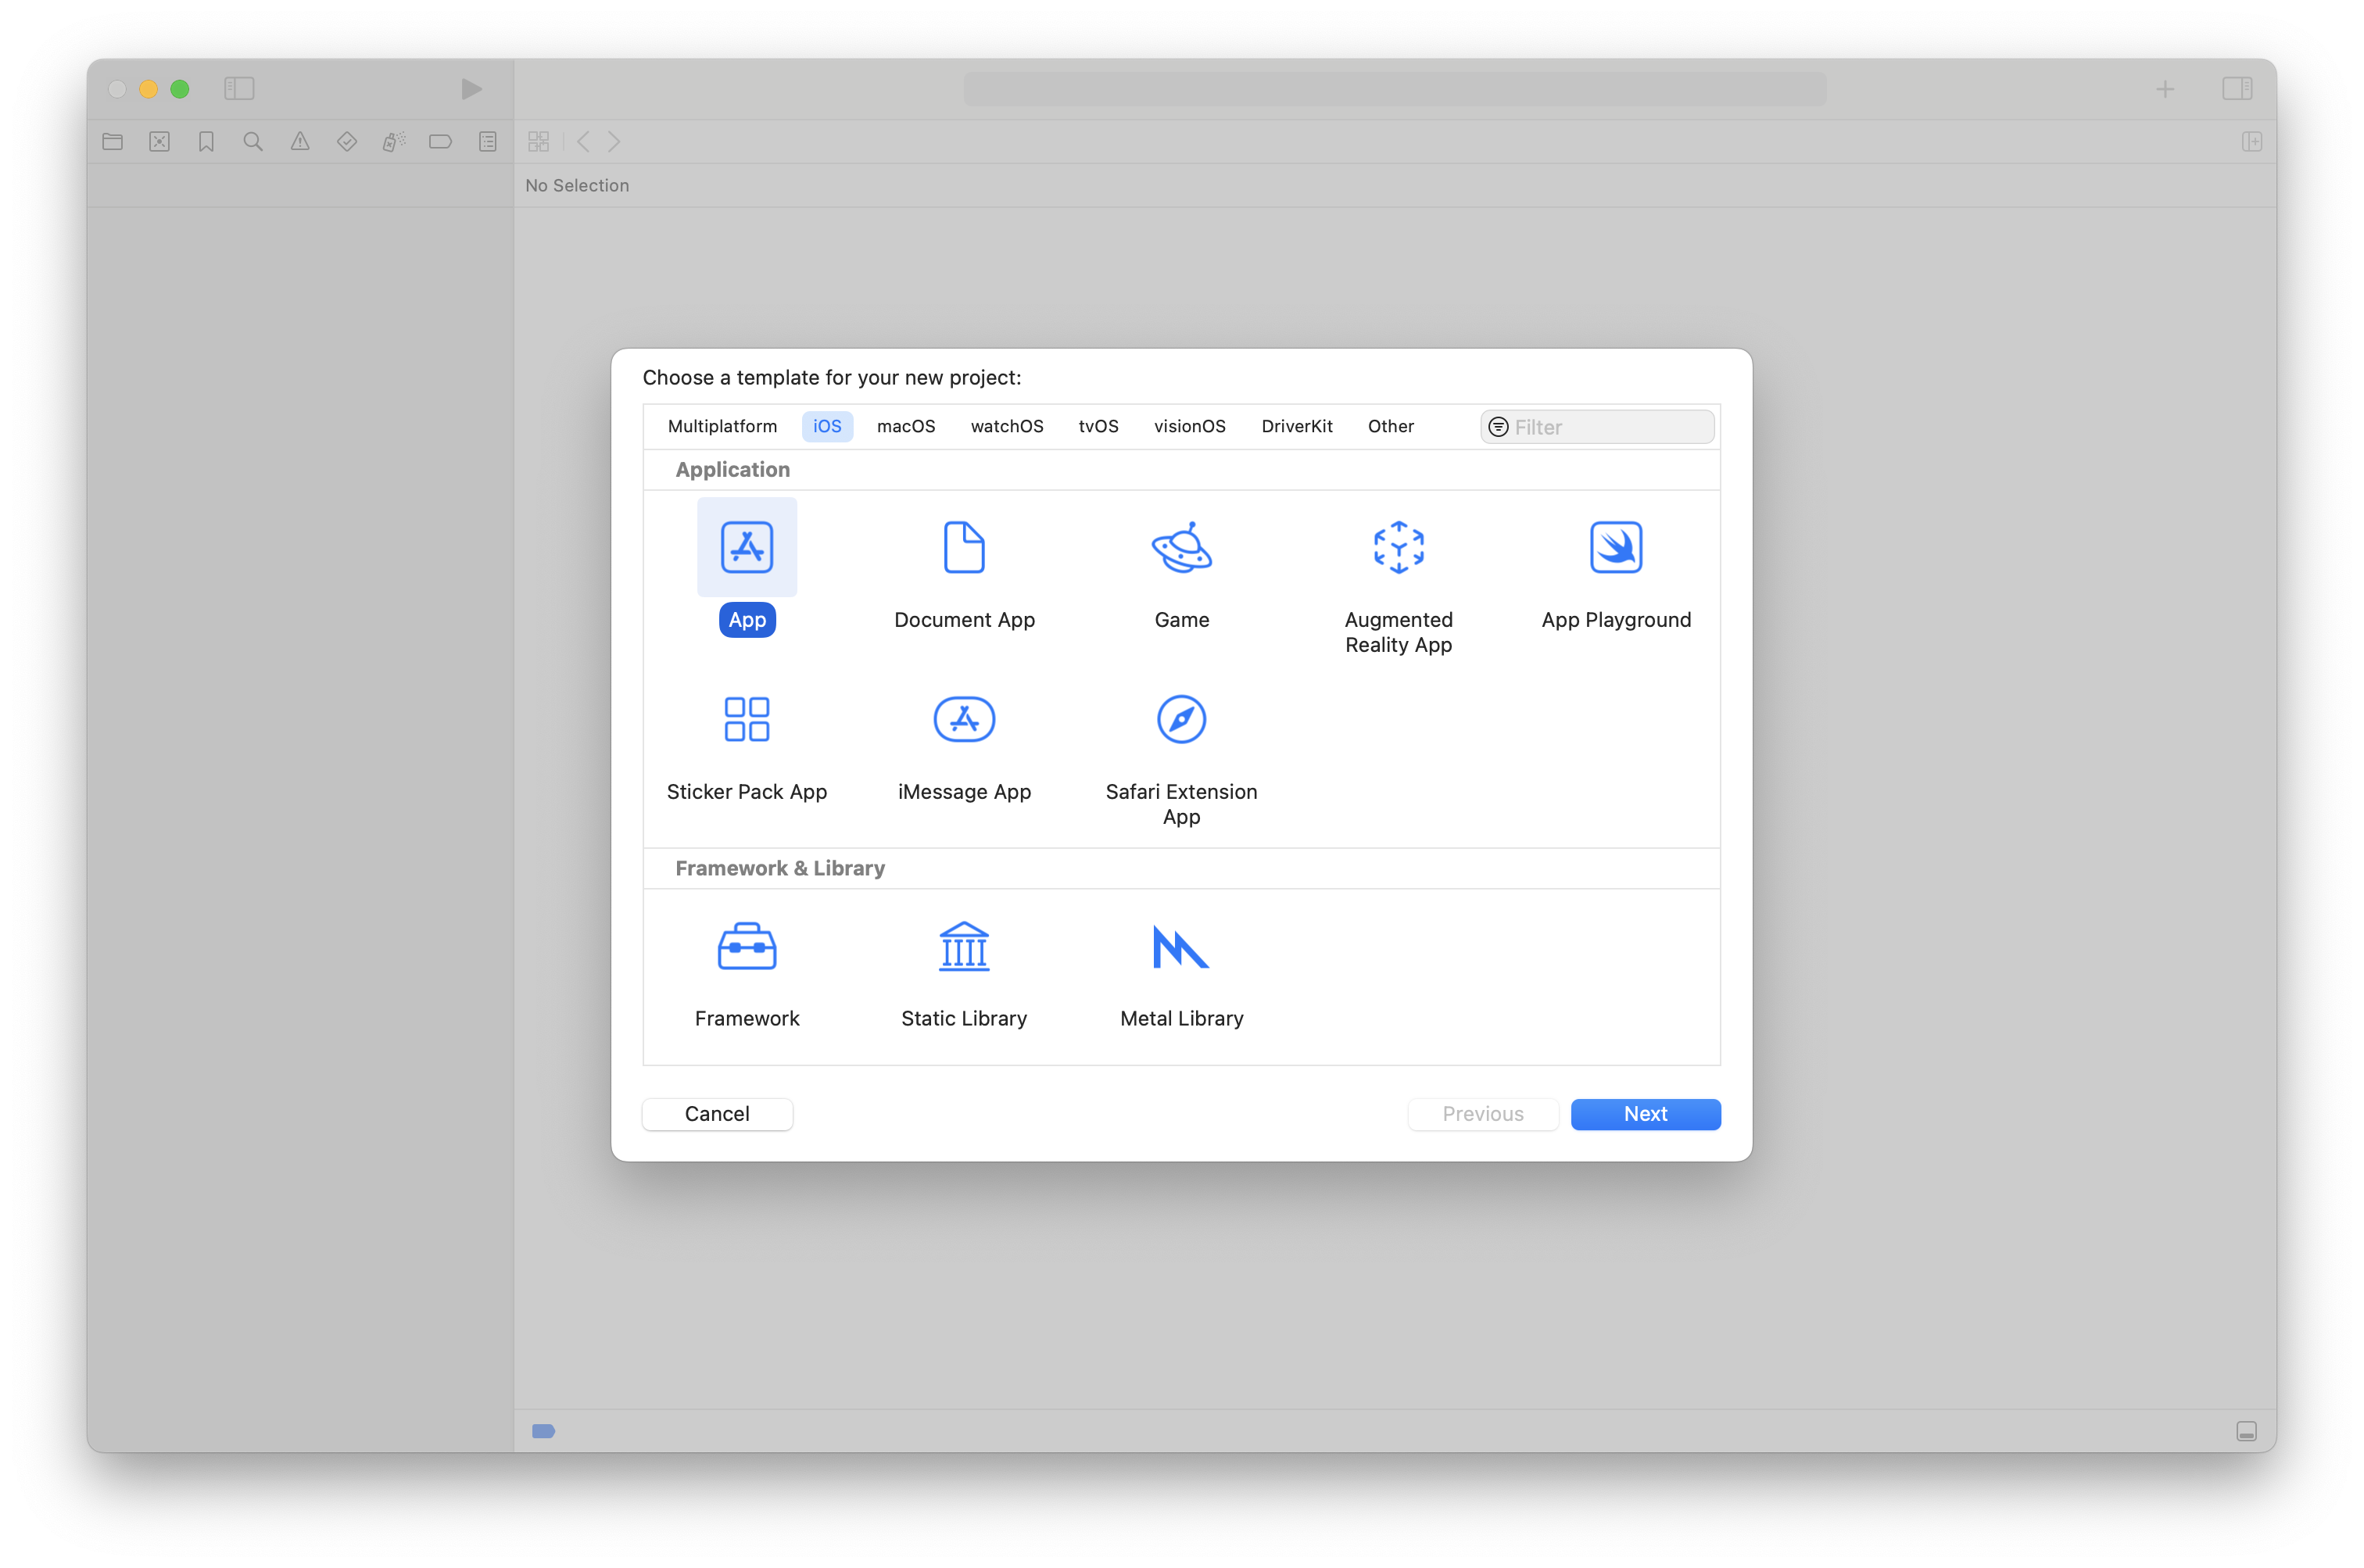 No Selection
Choose a template for your new project:
Multiplatform iOS macOS watchOS tvOS visionOS DriverKit Other Filter
Application
App Document App Game Augmented Reality App App Playground
Sticker Pack App iMessage App Safari Extension App
Framework & Library
Framework Static Library Metal Library
Cancel Previous Next